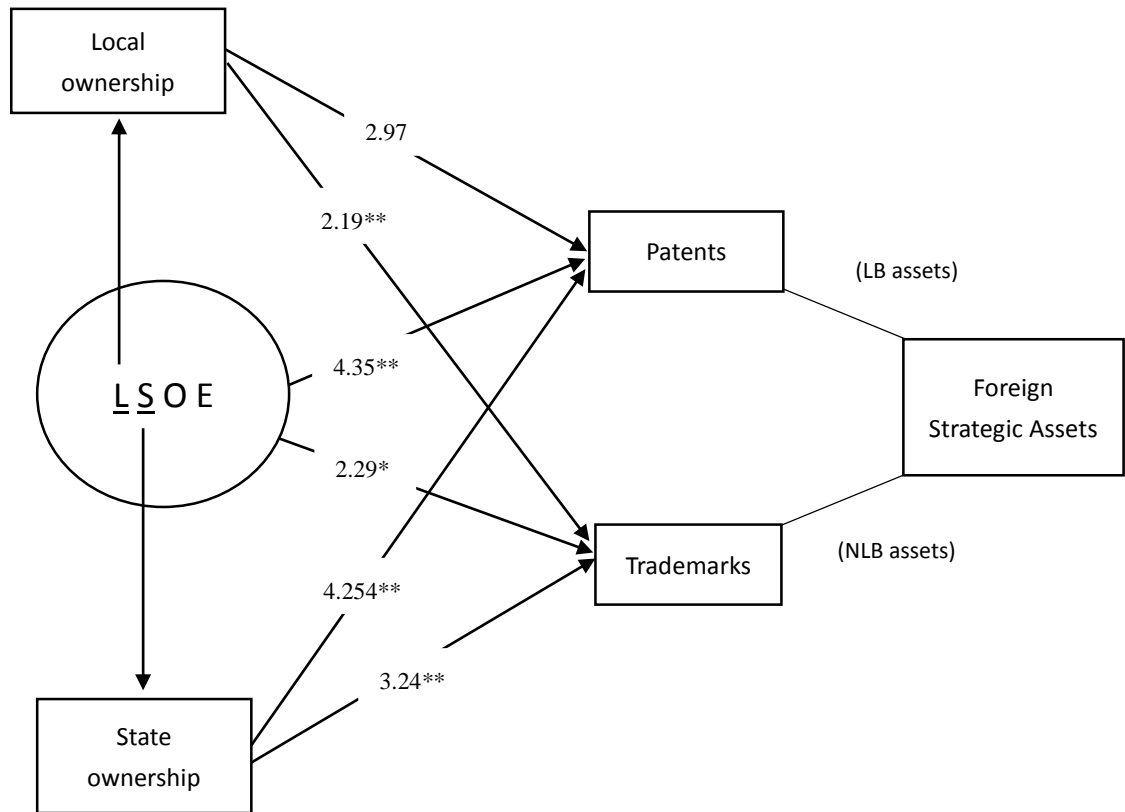 Local
ownership
2.97
2.19**
Patents
(LB assets)
4.35**
L S O E
Foreign
Strategic Assets
2.29*
Trademarks
(NLB assets)
4.254**
3.24**
State
ownership